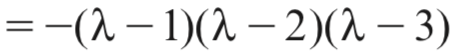 = −(λ − 1)(λ − 2)(λ − 3)